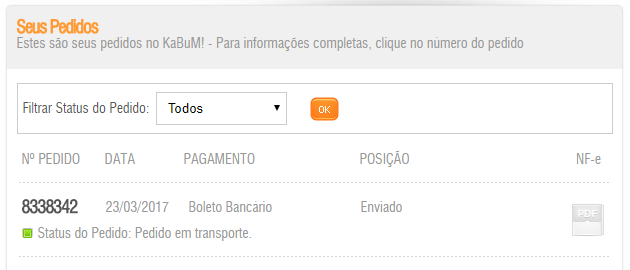 Seus Pedidos
Estes são seus pedidos no KaBuM! - Para informações completas, clique no número do pedido
Filtrar Status do Pedido: Todos OK
Nº PEDIDO DATA PAGAMENTO POSIÇÃO NF-e
8338342 23/03/2017 Boleto Bancário Enviado PDF
Status do Pedido: Pedido em transporte.